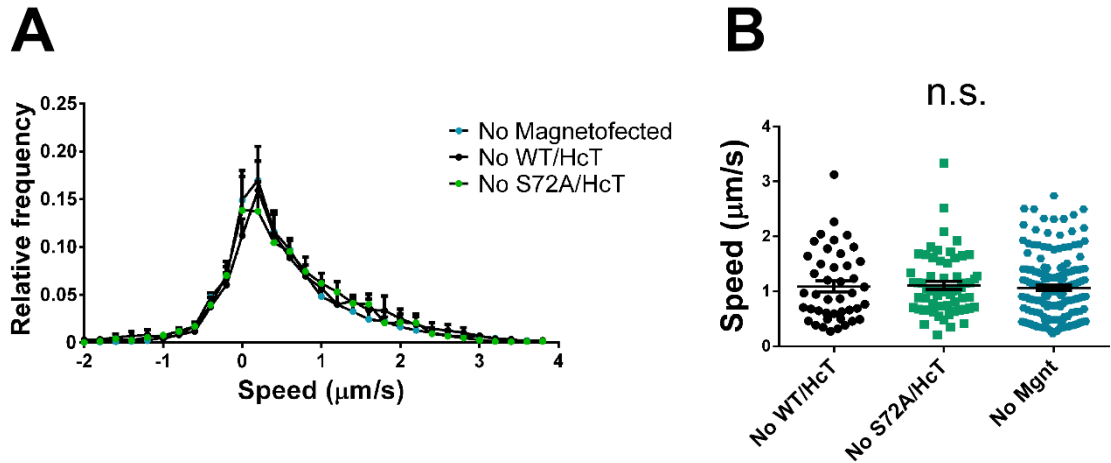 A
Relative frequency
0.25
0.20
0.15
0.10
0.05
0
-2 -1 0 1 2 3 4
Speed (μm/s)
No Magnetofected
No WT/HcT
No S72A/HcT
B
n.s.
Speed (μm/s)
4
3
2
1
0
No WT/HcT
No S72A/HcT
No Mgnt